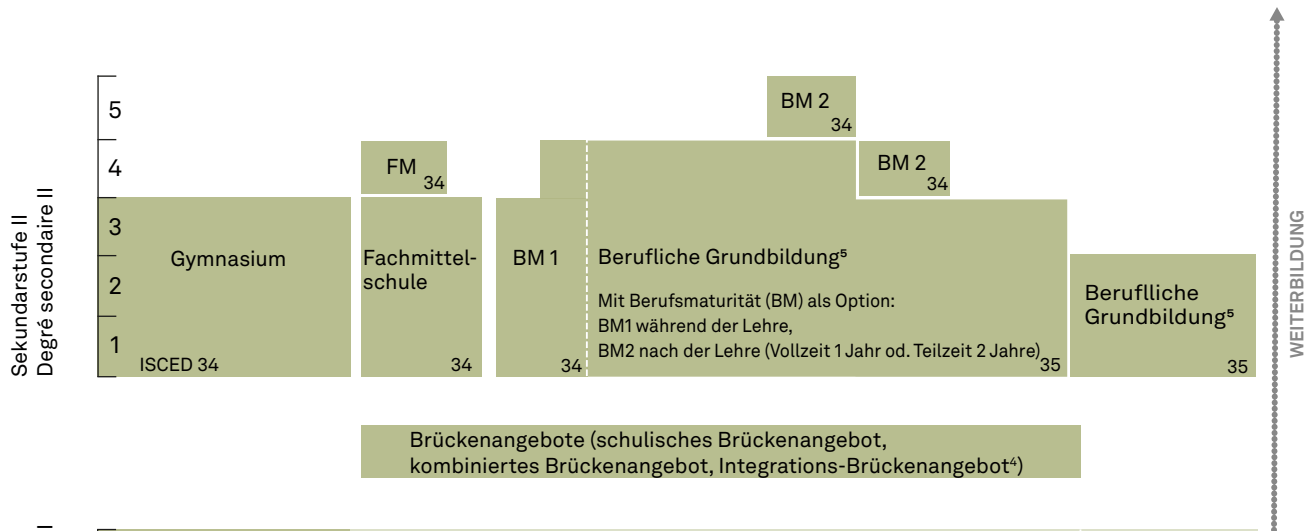 5
BM 2
34
4
FM
34
BM 2
34
Sekundarstufe II
Degré secondaire II
3
2
1
Gymnasium
ISCED 34
Fachmittel-
schule
34
BM 1
34
Berufliche Grundbildung⁵
Mit Berufsmaturität (BM) als Option:
BM1 während der Lehre,
BM2 nach der Lehre (Vollzeit 1 Jahr od. Teilzeit 2 Jahre)
35
Beruflliche
Grundbildung⁵
35
WEITERBILDUNG
Brückenangebote (schulisches Brückenangebot,
kombiniertes Brückenangebot, Integrations-Brückenangebot⁴)